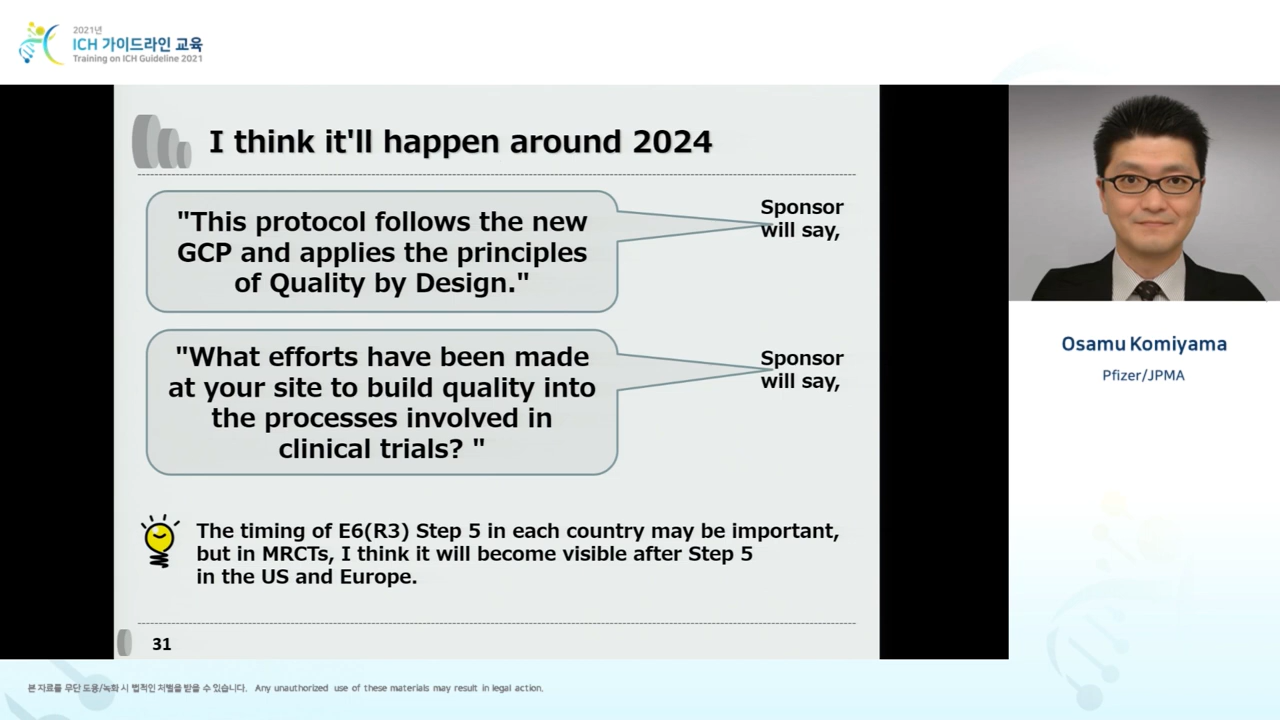 2021년
ICH 가이드라인 교육
Training on ICH Guideline 2021
I think it'll happen around 2024
"This protocol follows the new
GCP and applies the principles
of Quality by Design."
Sponsor
will say,
"What efforts have been made
at your site to build quality into
the processes involved in
clinical trials? "
Sponsor
will say,
The timing of E6(R3) Step 5 in each country may be important,
but in MRCTs, I think it will become visible after Step 5
in the US and Europe.
31
Osamu Komiyama
Pfizer/JPMA
본 자료를 무단 도용/녹화 시 법적인 처벌을 받을 수 있습니다. Any unauthorized use of these materials may result in legal action.